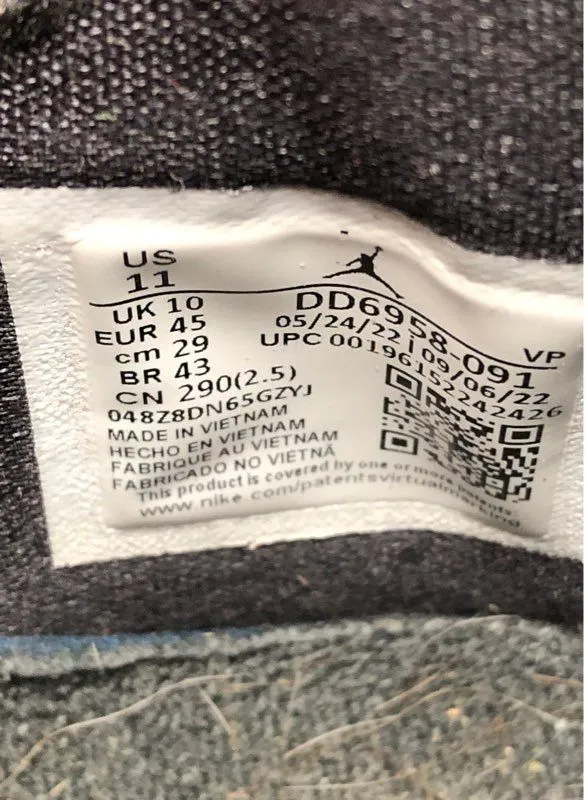 US
11
UK 10
EUR 45
cm 29
BR 43
CN 290(2.5)
048Z8DN65GZYJ
MADE IN VIETNAM
HECHO EN VIETNAM
FABRIQUE AU VIETNAM
FABRICADO NO VIETNÃ
This product is covered by one or more patents
www.nike.com/patentsvirtualmarking
DD6958-091 VP
05/24/22 | 09/06/22
UPC 00196152242426